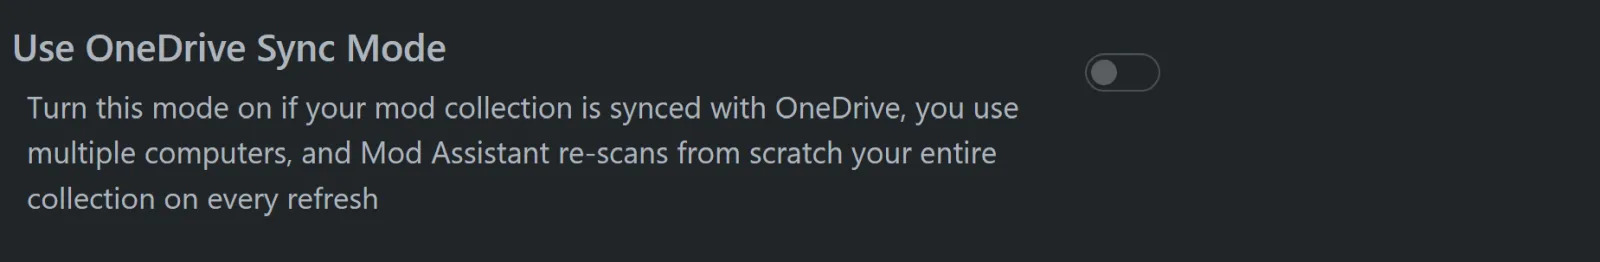 Use OneDrive Sync Mode
Turn this mode on if your mod collection is synced with OneDrive, you use
multiple computers, and Mod Assistant re-scans from scratch your entire
collection on every refresh